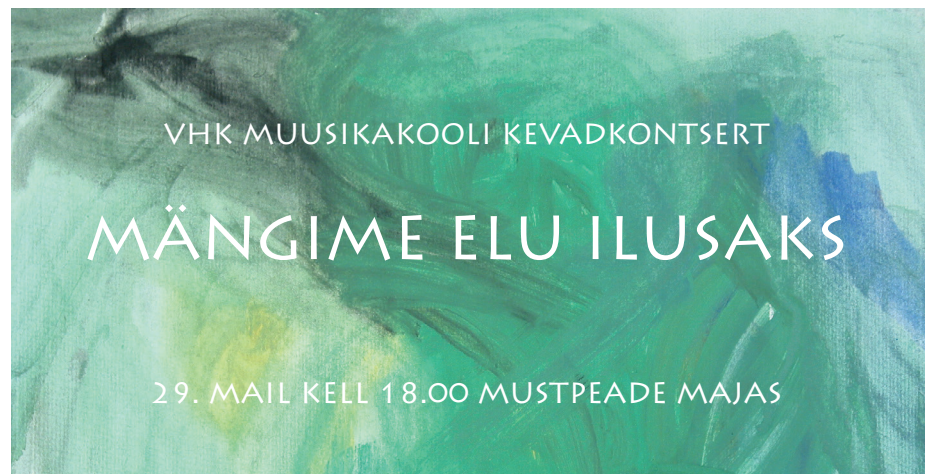 VHK MUUSIKAKOOLI KEVADKONTSERT
MÄNGIME ELU ILUSAKS
29. MAIL KELL 18.00 MUSTPEADE MAJAS